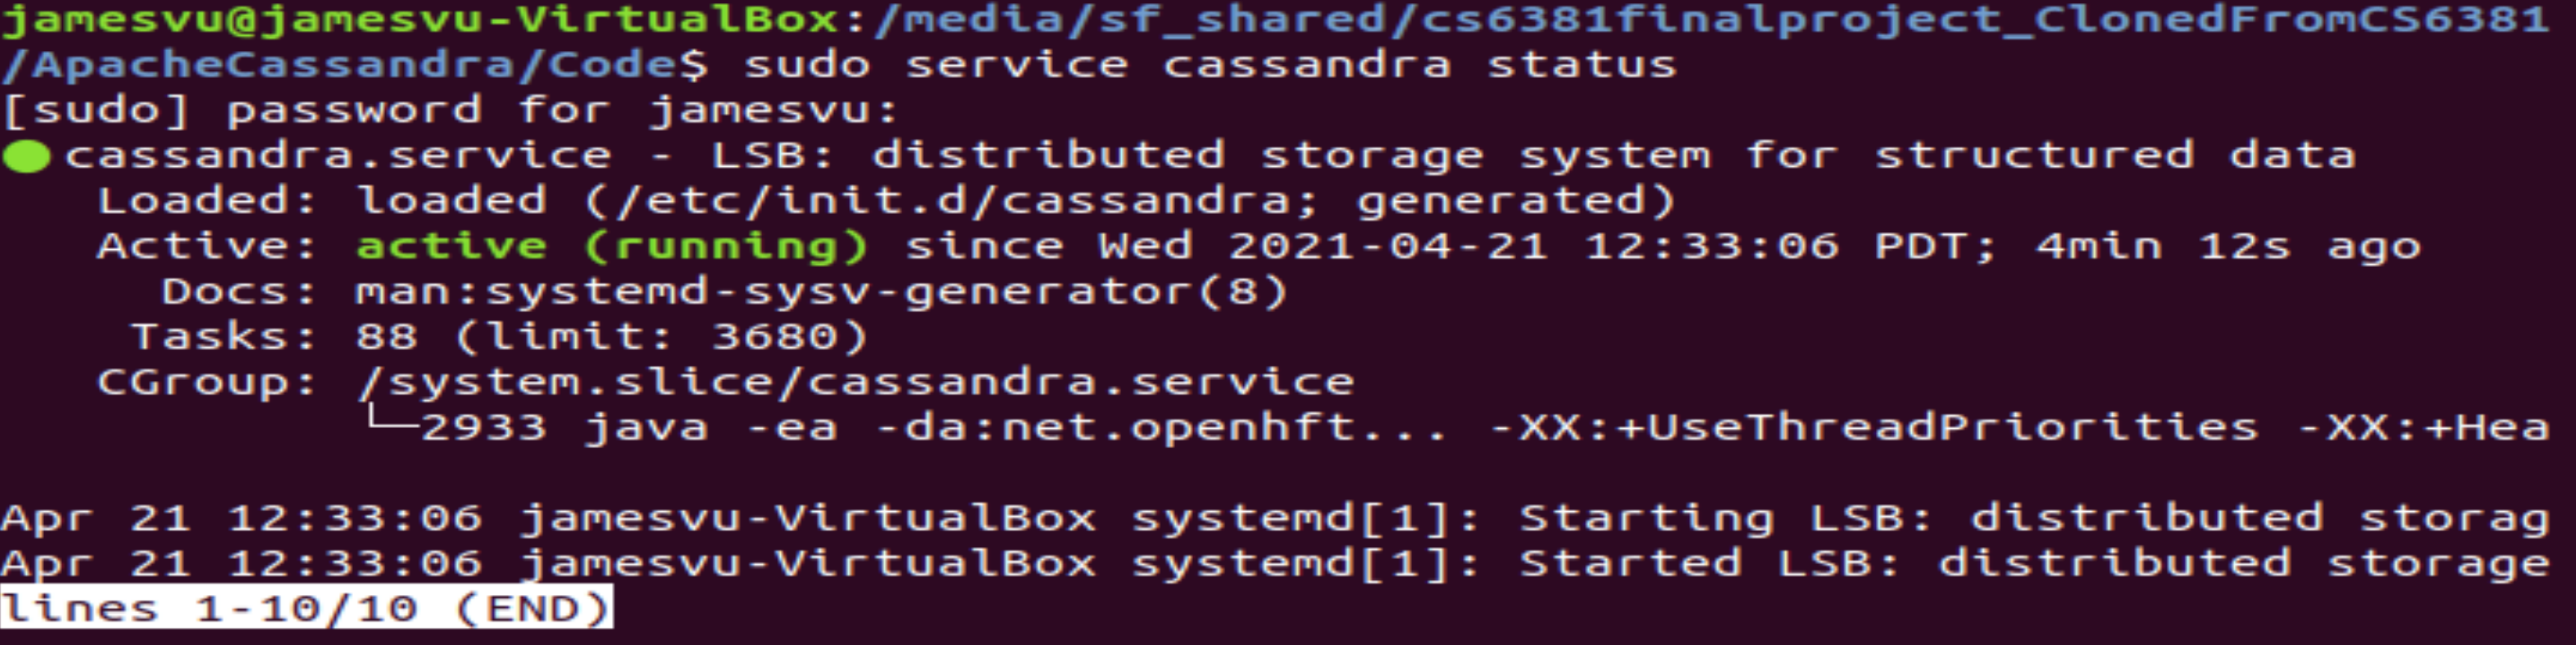 jamesvu@jamesvu-VirtualBox:/media/sf_shared/cs6381finalproject_ClonedFromCS6381
/ApacheCassandra/Code$ sudo service cassandra status
[sudo] password for jamesvu:
● cassandra.service - LSB: distributed storage system for structured data
   Loaded: loaded (/etc/init.d/cassandra; generated)
   Active: active (running) since Wed 2021-04-21 12:33:06 PDT; 4min 12s ago
     Docs: man:systemd-sysv-generator(8)
    Tasks: 88 (limit: 3680)
   CGroup: /system.slice/cassandra.service
           └─2933 java -ea -da:net.openhft... -XX:+UseThreadPriorities -XX:+Hea

Apr 21 12:33:06 jamesvu-VirtualBox systemd[1]: Starting LSB: distributed storag
Apr 21 12:33:06 jamesvu-VirtualBox systemd[1]: Started LSB: distributed storage
lines 1-10/10 (END)